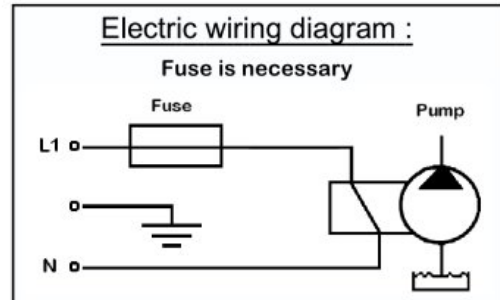 Electric wiring diagram :
Fuse is necessary
Fuse
Pump
L1
N